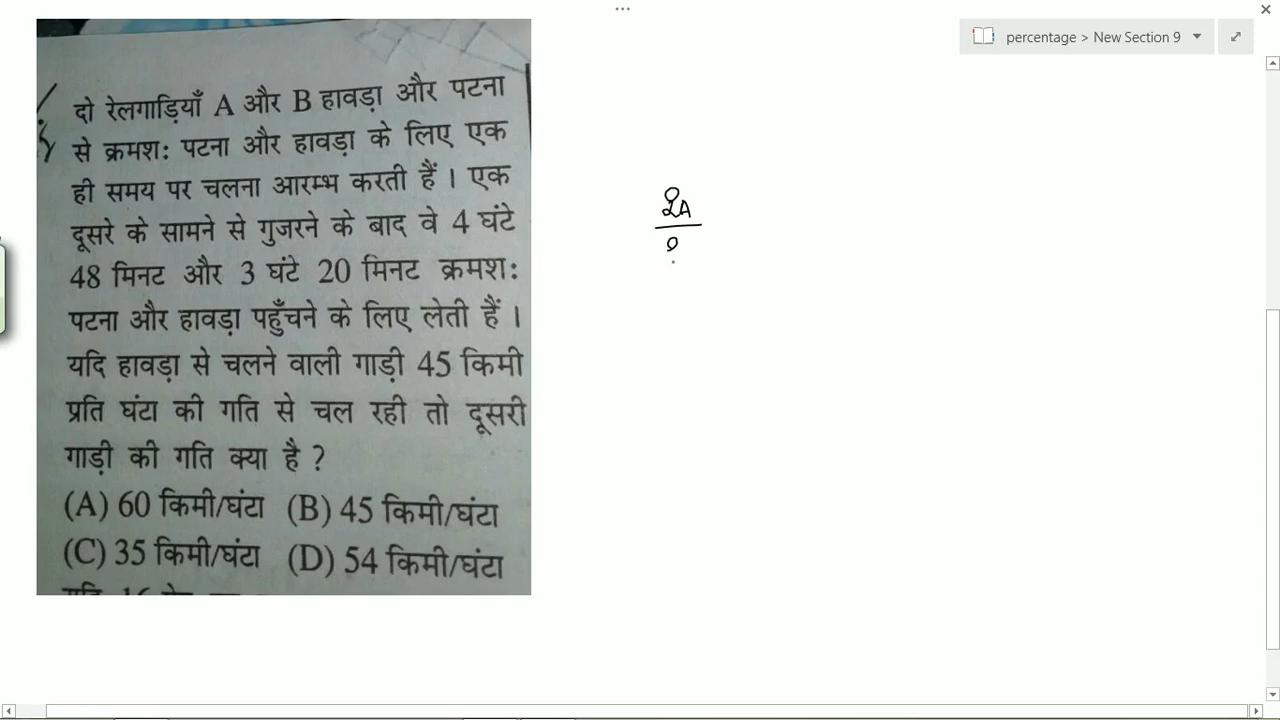 percentage > New Section 9
दो रेलगाड़ियाँ A और B हावड़ा और पटना
से क्रमशः पटना और हावड़ा के लिए एक
ही समय पर चलना आरम्भ करती हैं । एक
दूसरे के सामने से गुजरने के बाद वे 4 घंटे
48 मिनट और 3 घंटे 20 मिनट क्रमशः
पटना और हावड़ा पहुँचने के लिए लेती हैं ।
यदि हावड़ा से चलने वाली गाड़ी 45 किमी
प्रति घंटा की गति से चल रही तो दूसरी
गाड़ी की गति क्या है ?
(A) 60 किमी/घंटा (B) 45 किमी/घंटा
(C) 35 किमी/घंटा (D) 54 किमी/घंटा